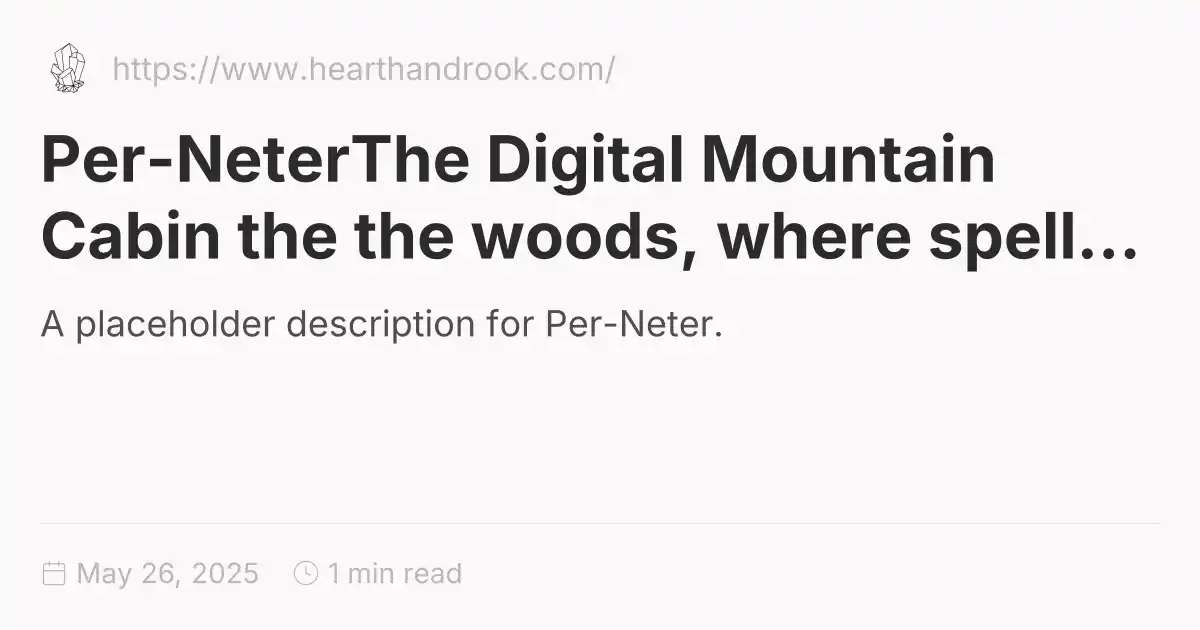 https://www.hearthandrook.com/
Per-NeterThe Digital Mountain
Cabin the the woods, where spell...
A placeholder description for Per-Neter.
May 26, 2025 1 min read